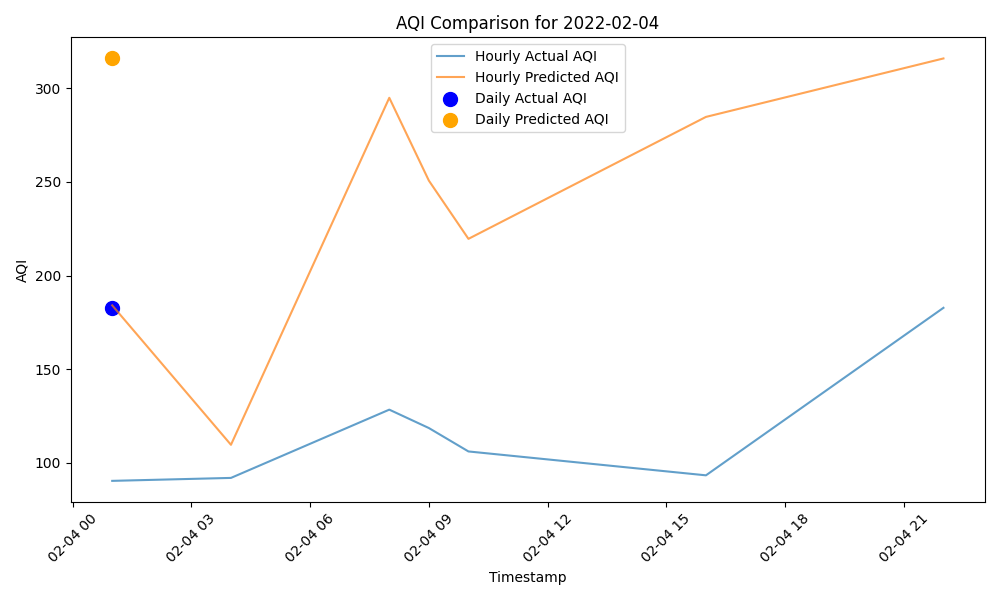 AQI Comparison for 2022-02-04
Hourly Actual AQI
Hourly Predicted AQI
Daily Actual AQI
Daily Predicted AQI
AQI
300
250
200
150
100
02-04 00
02-04 03
02-04 06
02-04 09
02-04 12
02-04 15
02-04 18
02-04 21
Timestamp